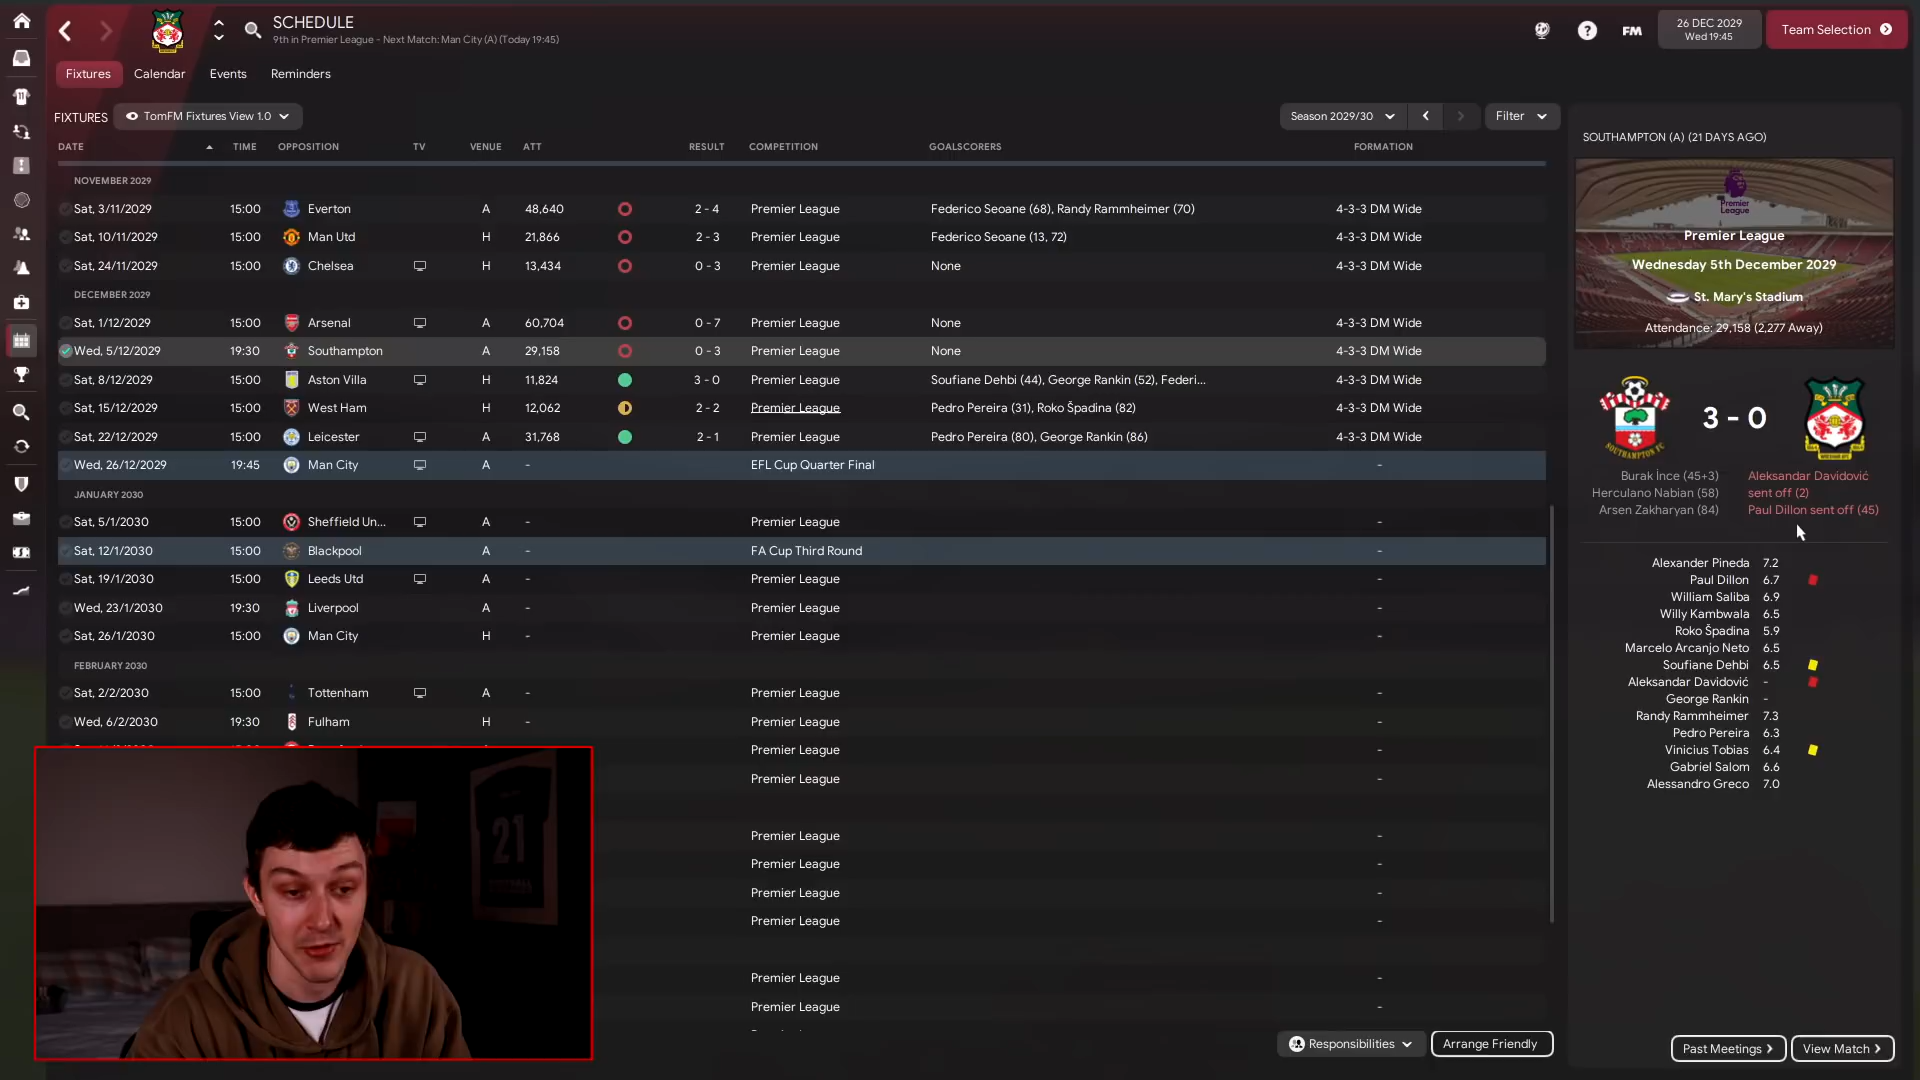 SCHEDULE
9th in Premier League - Next Match: Man City (A) (Today 19:45)
FM
26 DEC 2029
Wed 19:45
Team Selection
Fixtures Calendar Events Reminders
FIXTURES TomFM Fixtures View 1.0
Season 2029/30 Filter
DATE TIME OPPOSITION TV VENUE ATT RESULT COMPETITION GOALSCORERS FORMATION
NOVEMBER 2029
Sat, 3/11/2029 15:00 Everton A 48,640 2 - 4 Premier League Federico Seoane (68), Randy Rammheimer (70) 4-3-3 DM Wide
Sat, 10/11/2029 15:00 Man Utd H 21,866 2 - 3 Premier League Federico Seoane (13, 72) 4-3-3 DM Wide
Sat, 24/11/2029 15:00 Chelsea H 13,434 0 - 3 Premier League None 4-3-3 DM Wide
DECEMBER 2029
Sat, 1/12/2029 15:00 Arsenal A 60,704 0 - 7 Premier League None 4-3-3 DM Wide
Wed, 5/12/2029 19:30 Southampton A 29,158 0 - 3 Premier League None 4-3-3 DM Wide
Sat, 8/12/2029 15:00 Aston Villa H 11,824 3 - 0 Premier League Soufiane Dehbi (44), George Rankin (52), Federi... 4-3-3 DM Wide
Sat, 15/12/2029 15:00 West Ham H 12,062 2 - 2 Premier League Pedro Pereira (31), Roko Špadina (82) 4-3-3 DM Wide
Sat, 22/12/2029 15:00 Leicester A 31,768 2 - 1 Premier League Pedro Pereira (80), George Rankin (86) 4-3-3 DM Wide
Wed, 26/12/2029 19:45 Man City A - EFL Cup Quarter Final -
JANUARY 2030
Sat, 5/1/2030 15:00 Sheffield Un... A - Premier League -
Sat, 12/1/2030 15:00 Blackpool A - FA Cup Third Round -
Sat, 19/1/2030 15:00 Leeds Utd A - Premier League -
Wed, 23/1/2030 19:30 Liverpool A - Premier League -
Sat, 26/1/2030 15:00 Man City H - Premier League -
FEBRUARY 2030
Sat, 2/2/2030 15:00 Tottenham A - Premier League -
Wed, 6/2/2030 19:30 Fulham H - Premier League -
Premier League -
Premier League -
Premier League -
Premier League -
Premier League -
Premier League -
Premier League -
Premier League -
21
Responsibilities Arrange Friendly
SOUTHAMPTON (A) (21 DAYS AGO)
Premier League
Premier League
Wednesday 5th December 2029
St. Mary's Stadium
Attendance: 29,158 (2,277 Away)
SOUTHAMPTON FC
3 - 0
Burak İnce (45+3)
Herculano Nabian (58)
Arsen Zakharyan (84)
Aleksandar Davidović
sent off (2)
Paul Dillon sent off (45)
Alexander Pineda 7.2
Paul Dillon 6.7
William Saliba 6.9
Willy Kambwala 6.5
Roko Špadina 5.9
Marcelo Arcanjo Neto 6.5
Soufiane Dehbi 6.5
Aleksandar Davidović -
George Rankin -
Randy Rammheimer 7.3
Pedro Pereira 6.3
Vinicius Tobias 6.4
Gabriel Salom 6.6
Alessandro Greco 7.0
Past Meetings View Match